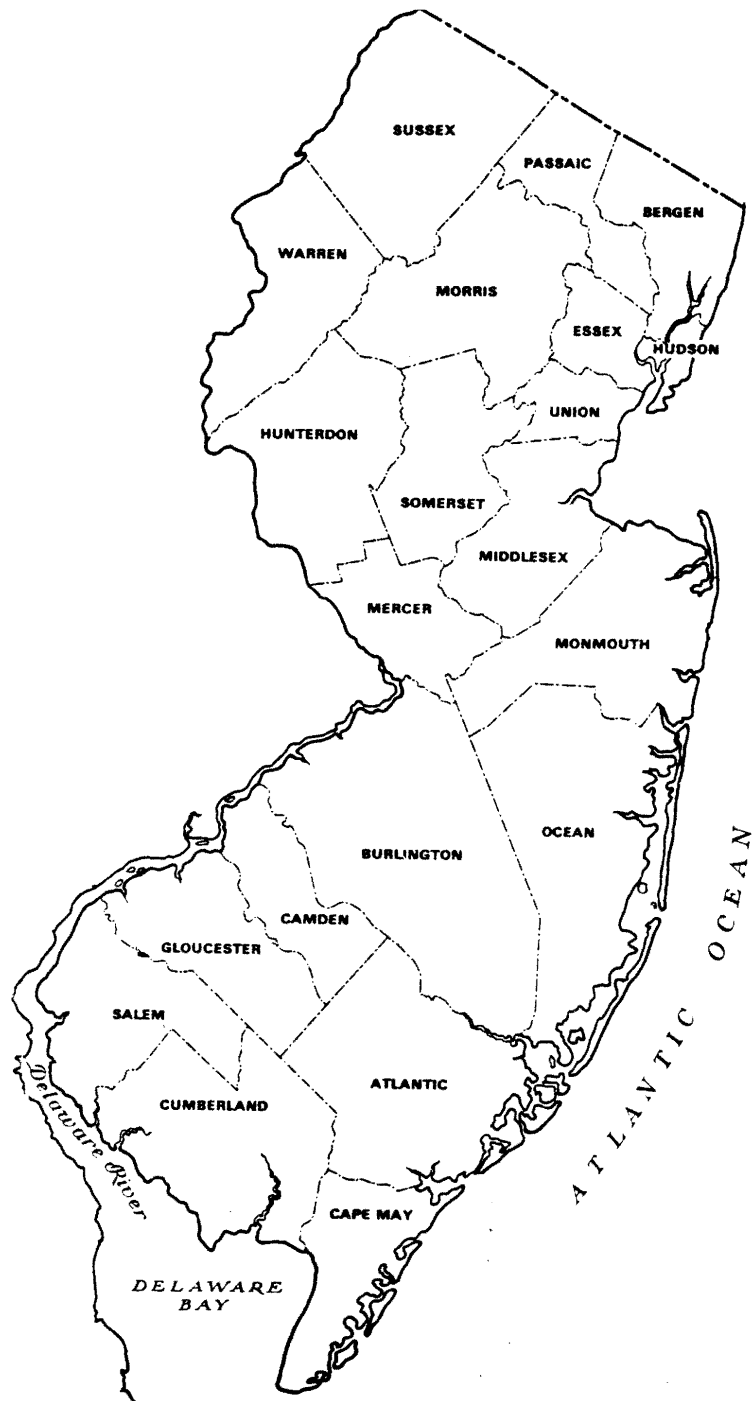 SUSSEX
PASSAIC
BERGEN
WARREN
MORRIS
ESSEX
HUDSON
UNION
HUNTERDON
SOMERSET
MIDDLESEX
MERCER
MONMOUTH
OCEAN
BURLINGTON
CAMDEN
GLOUCESTER
SALEM
ATLANTIC
CUMBERLAND
CAPE MAY
Delaware River
DELAWARE
BAY
ATLANTIC OCEAN